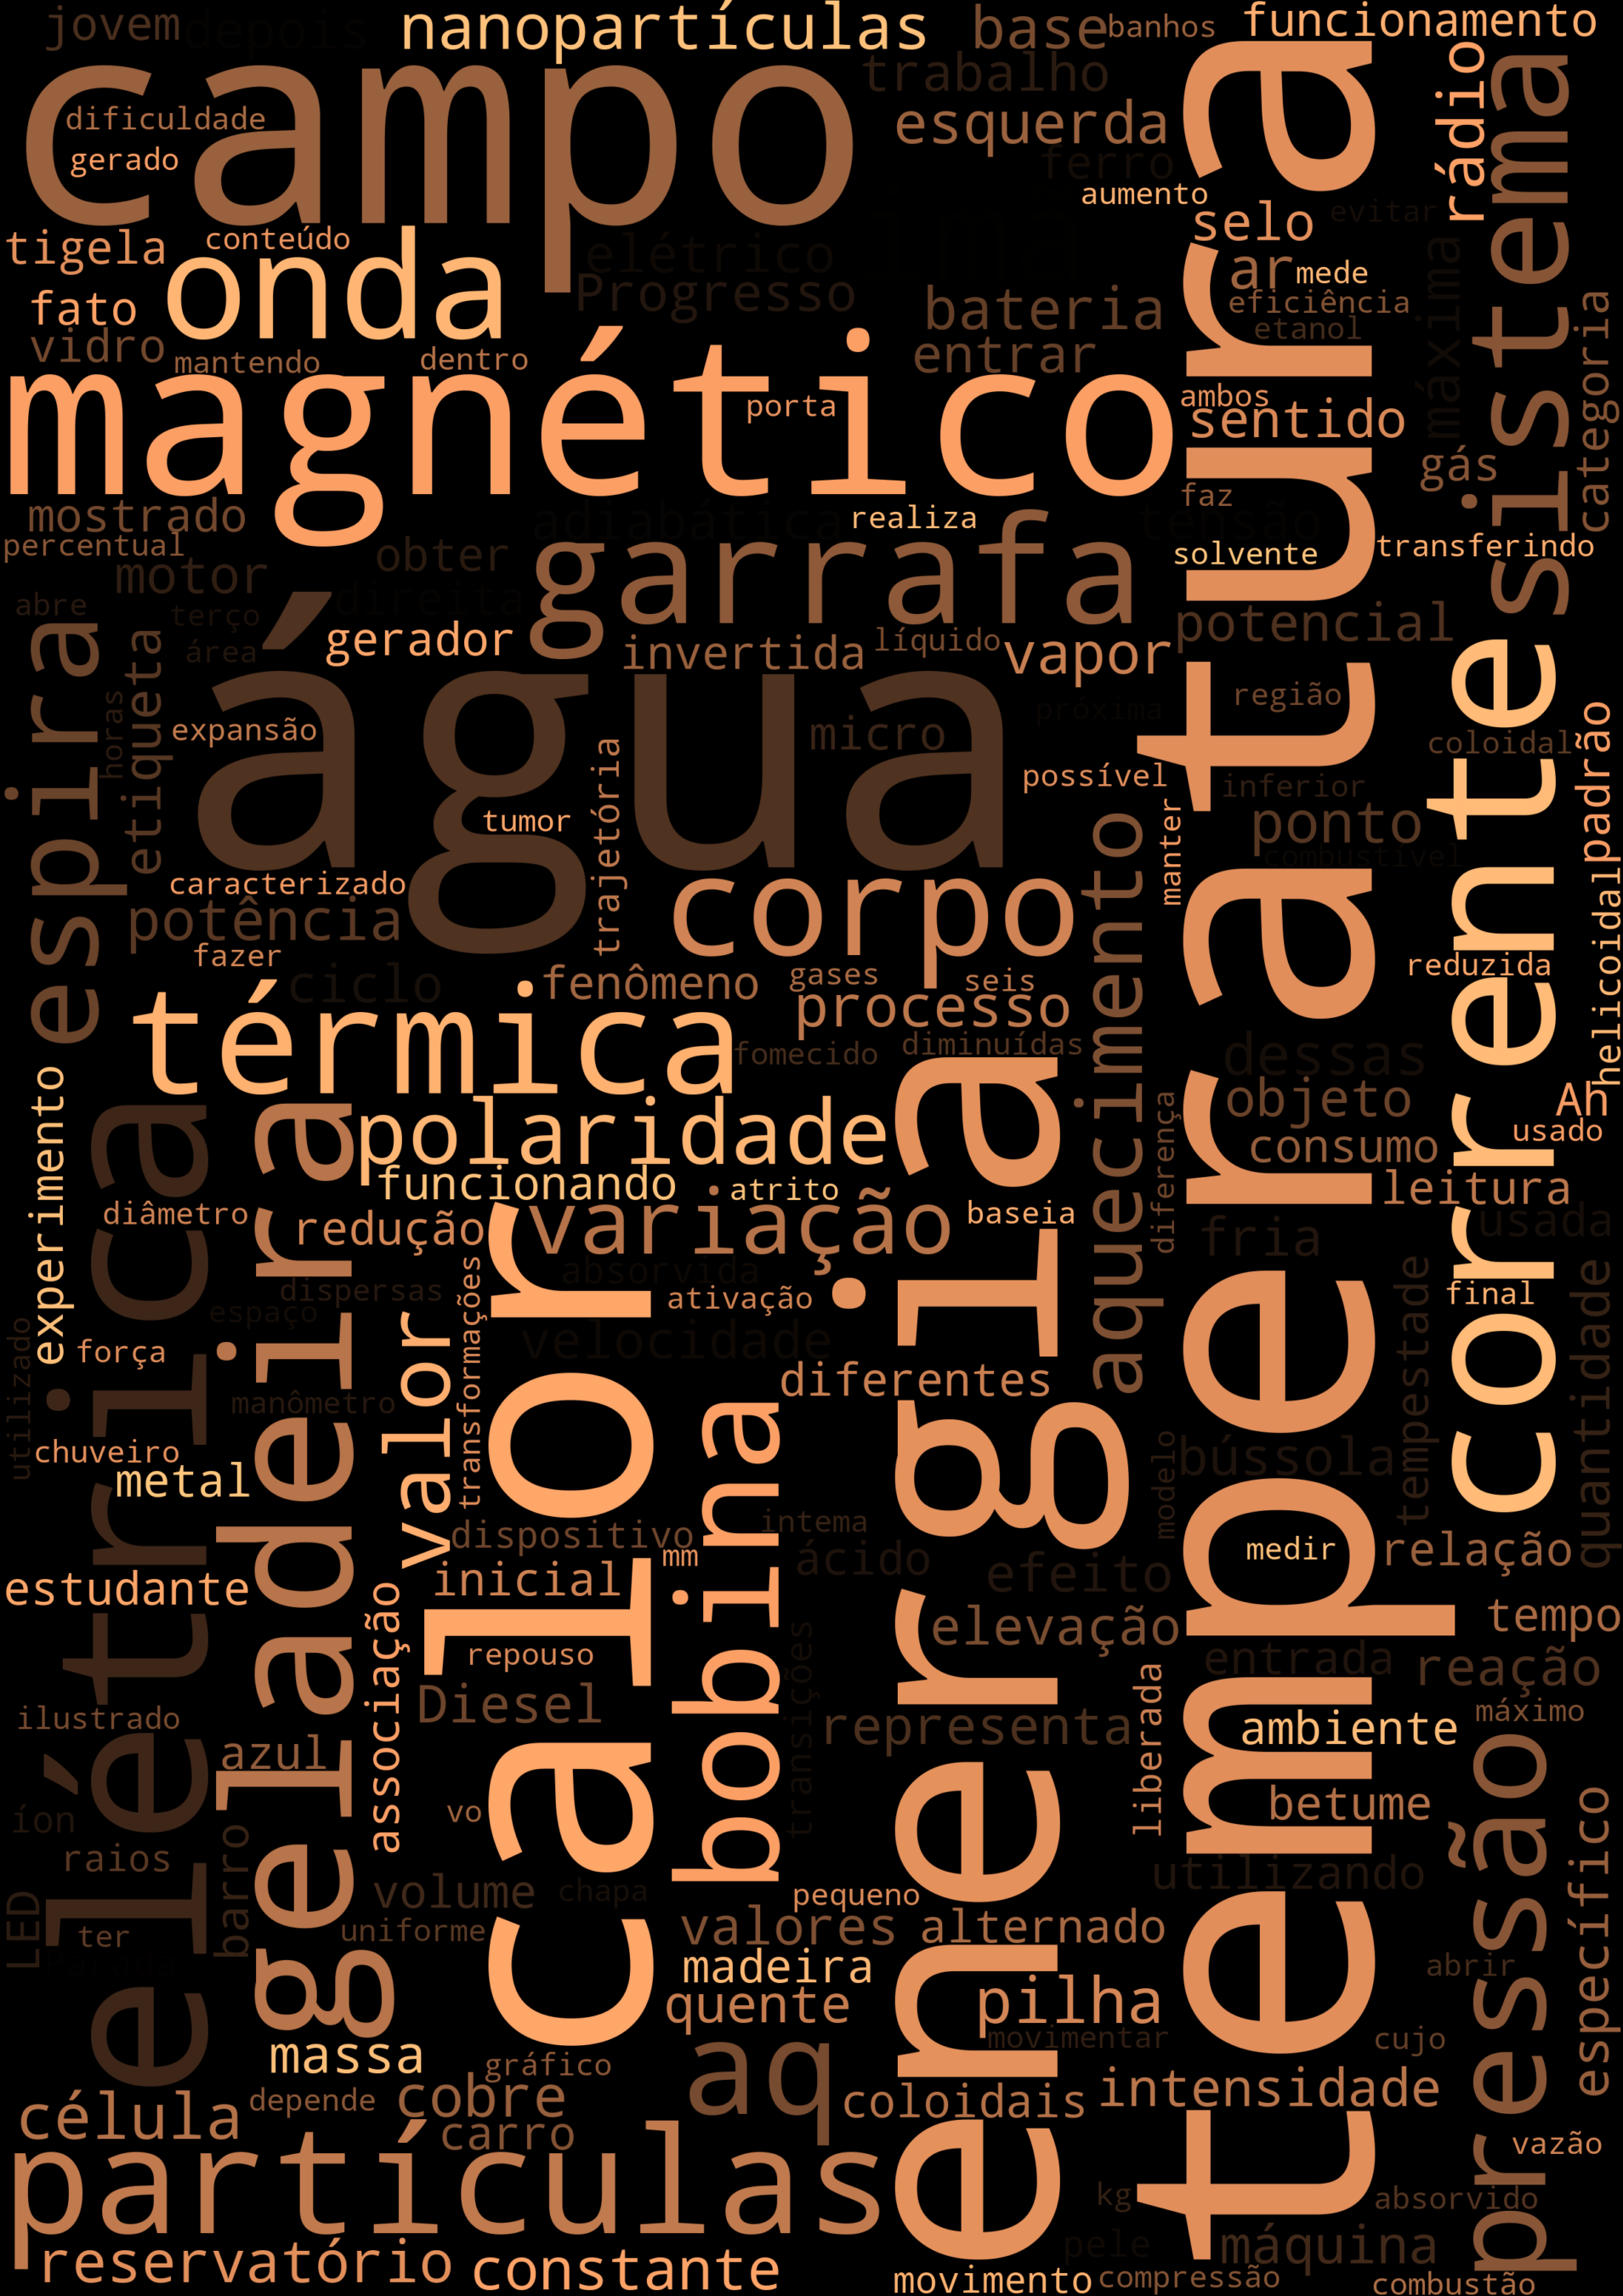 jovem
depois
nanopartículas
base
banhos
funcionamento
campo
trabalho
rádio
sistema
dificuldade
esquerda
gerado
ferro
aumento
temperatura
selo
evitar
tigela
conteúdo
onda
elétrico
ar
mede
máxima
fato
Progresso
bateria
eficiência
categoria
vidro
mantendo
dentro
entrar
etanol
magnético
porta
ambos
sentido
gás
mostrado
adiabática
realiza
faz
tensão
percentual
obter
garrafa
solvente
transferindo
motor
abre
terço
direita
potencial
espira
etiqueta
área
gerador
invertida
líquido
vapor
água
horas
região
próxima
corrente
expansão
micro
trajetória
coloidal
padrão
possível
inferior
tumor
aquecimento
manter
ponto
combustível
caracterizado
corpo
potência
helicoidal
fazer
ciclo
fenômeno
gases
seis
reduzida
processo
térmica
fornecido
diminuídas
dessas
experimento
elétrica
geladeira
polaridade
energia
diferença
objeto
Ah
consumo
usado
funcionando
atrito
leitura
diâmetro
redução
calor
variação
baseia
fria
usada
absorvida
transformações
dispersas
ativação
final
espaço
valor
velocidade
tempestade
quantidade
utilizado
força
diferentes
manômetro
bobina
chuveiro
modelo
bússola
metal
dispositivo
intema
mm
ácido
medir
relação
estudante
associação
inicial
efeito
elevação
tempo
repouso
transições
liberada
entrada
reação
Diesel
representa
ilustrado
ambiente
máximo
azul
pressão
íon
vo
betume
específico
raios
barro
volume
chapa
utilizando
LED
pequeno
ter
uniforme
valores
alternado
madeira
abrir
quente
pilha
massa
gráfico
aq
movimentar
cujo
célula
depende
cobre
coloidais
intensidade
carro
partículas
vazão
kg
absorvido
reservatório
constante
pele
máquina
movimento
compressão
combustão